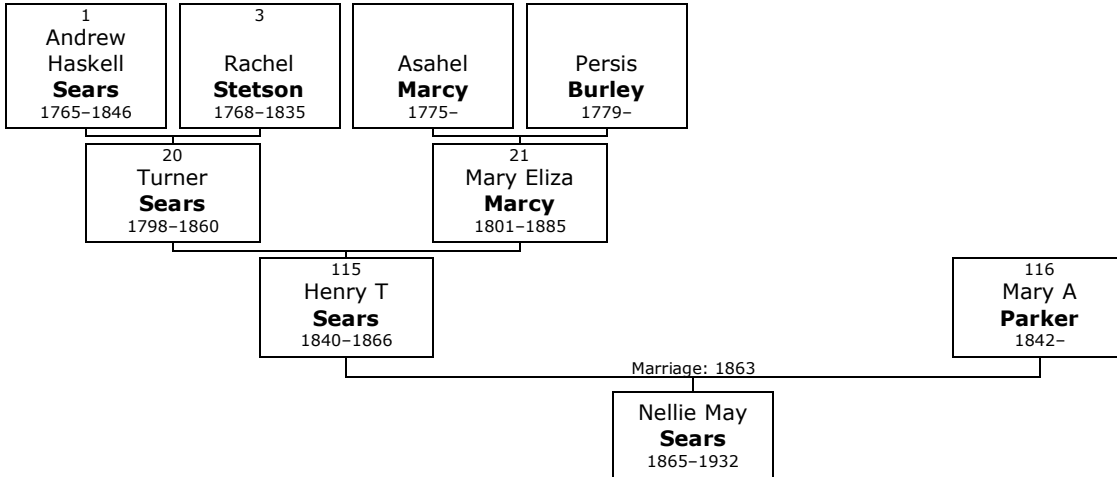 1
Andrew
Haskell
Sears
1765–1846
3
Rachel
Stetson
1768–1835
Asahel
Marcy
1775–
Persis
Burley
1779–
20
Turner
Sears
1798–1860
21
Mary Eliza
Marcy
1801–1885
115
Henry T
Sears
1840–1866
116
Mary A
Parker
1842–
Marriage: 1863
Nellie May
Sears
1865–1932